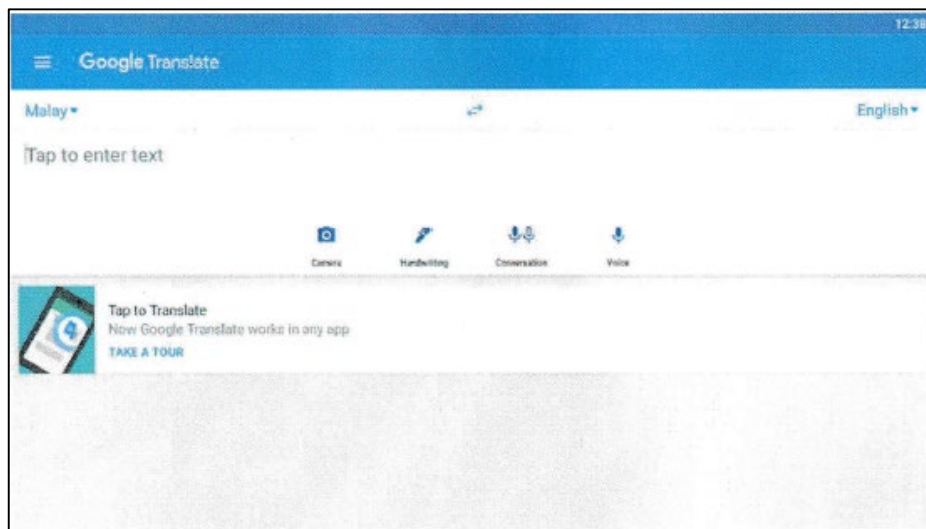 12:38
Google Translate
Malay
English
Tap to enter text
Camera
Handwriting
Conversation
Voice
Tap to Translate
Now Google Translate works in any app
TAKE A TOUR